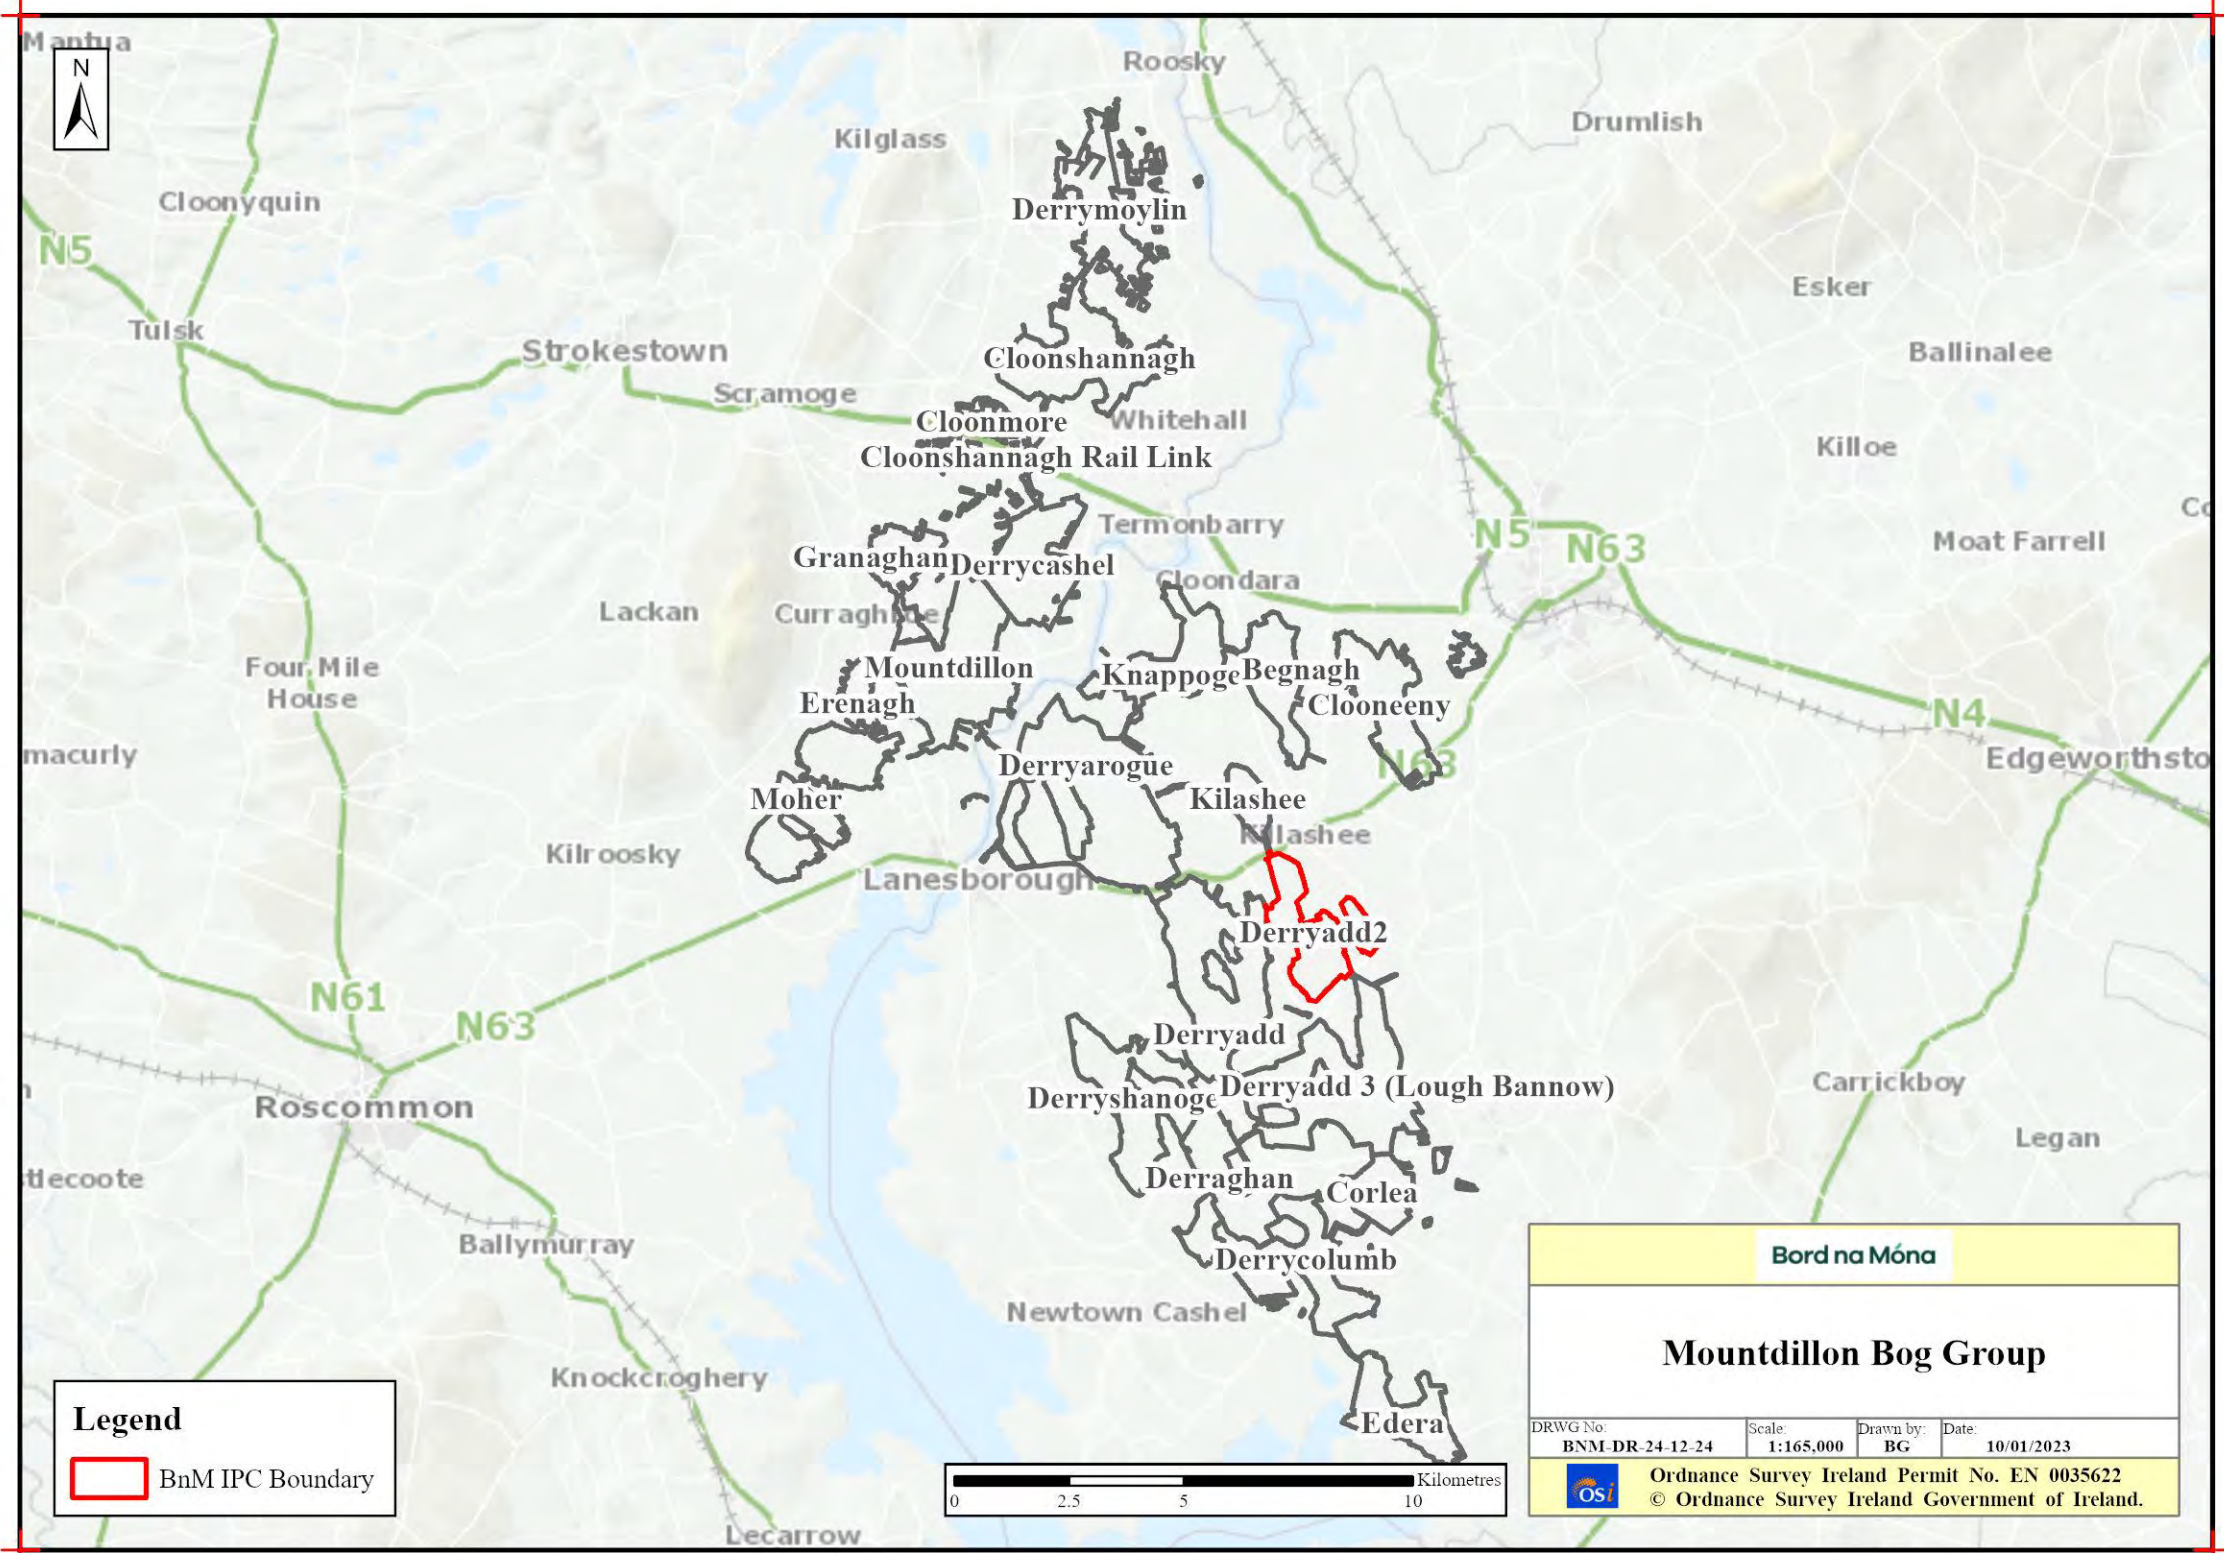 Mantua
N
Roosky
Drumlish
Kilglass
Cloonyquin
Derrymoylin
N5
Esker
Tulsk
Strokestown
Ballinalee
Cloonshannagh
Scramoge
Cloonmore
Whitehall
Killoe
Cloonshannagh Rail Link
Termonbarry
N5
N63
Moat Farrell
Granaghan
Derrycashel
Cloondara
Lackan
Four Mile
House
Mountdillon
Knappoge
Begnagh
Erenagh
Clooneeny
N4
macurly
Derryarogue
N63
Edgeworthsto
Moher
Kilashee
Killashee
Kilroosky
Lanesborough
Derryadd2
N61
N63
Derryadd
Derryshanoge
Derryadd 3 (Lough Bannow)
Carrickboy
Roscommon
Legan
tlecoote
Derraghan
Corlea
Ballymurray
Derrycolumb
Newtown Cashel
Knockcroghery
Edera
Lecarrow
Legend
BnM IPC Boundary
Kilometres
0 2.5 5 10
Bord na Móna
Mountdillon Bog Group
DRWG No: Scale: Drawn by: Date:
BNM-DR-24-12-24 1:165,000 BG 10/01/2023
OSi
Ordnance Survey Ireland Permit No. EN 0035622
© Ordnance Survey Ireland Government of Ireland.